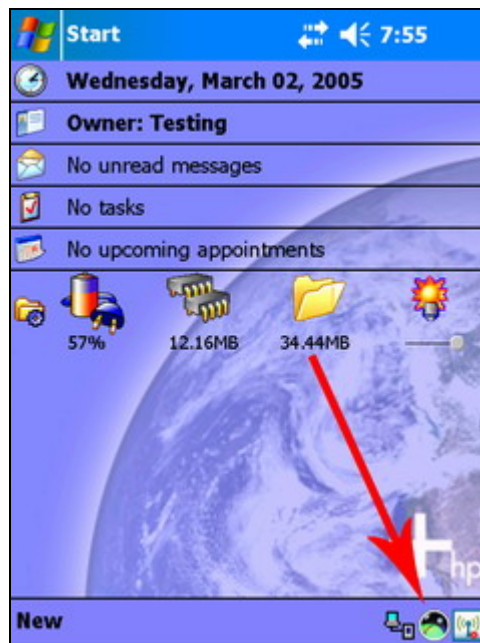 Start 7:55
Wednesday, March 02, 2005
Owner: Testing
No unread messages
No tasks
No upcoming appointments
57% 12.16MB 34.44MB
hp
New